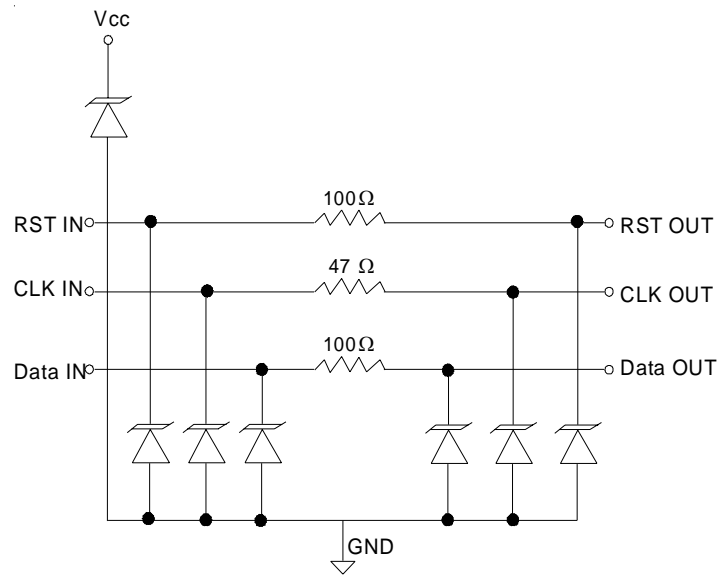 Vcc
100Ω
RST IN
RST OUT
47 Ω
CLK IN
CLK OUT
100Ω
Data IN
Data OUT
GND